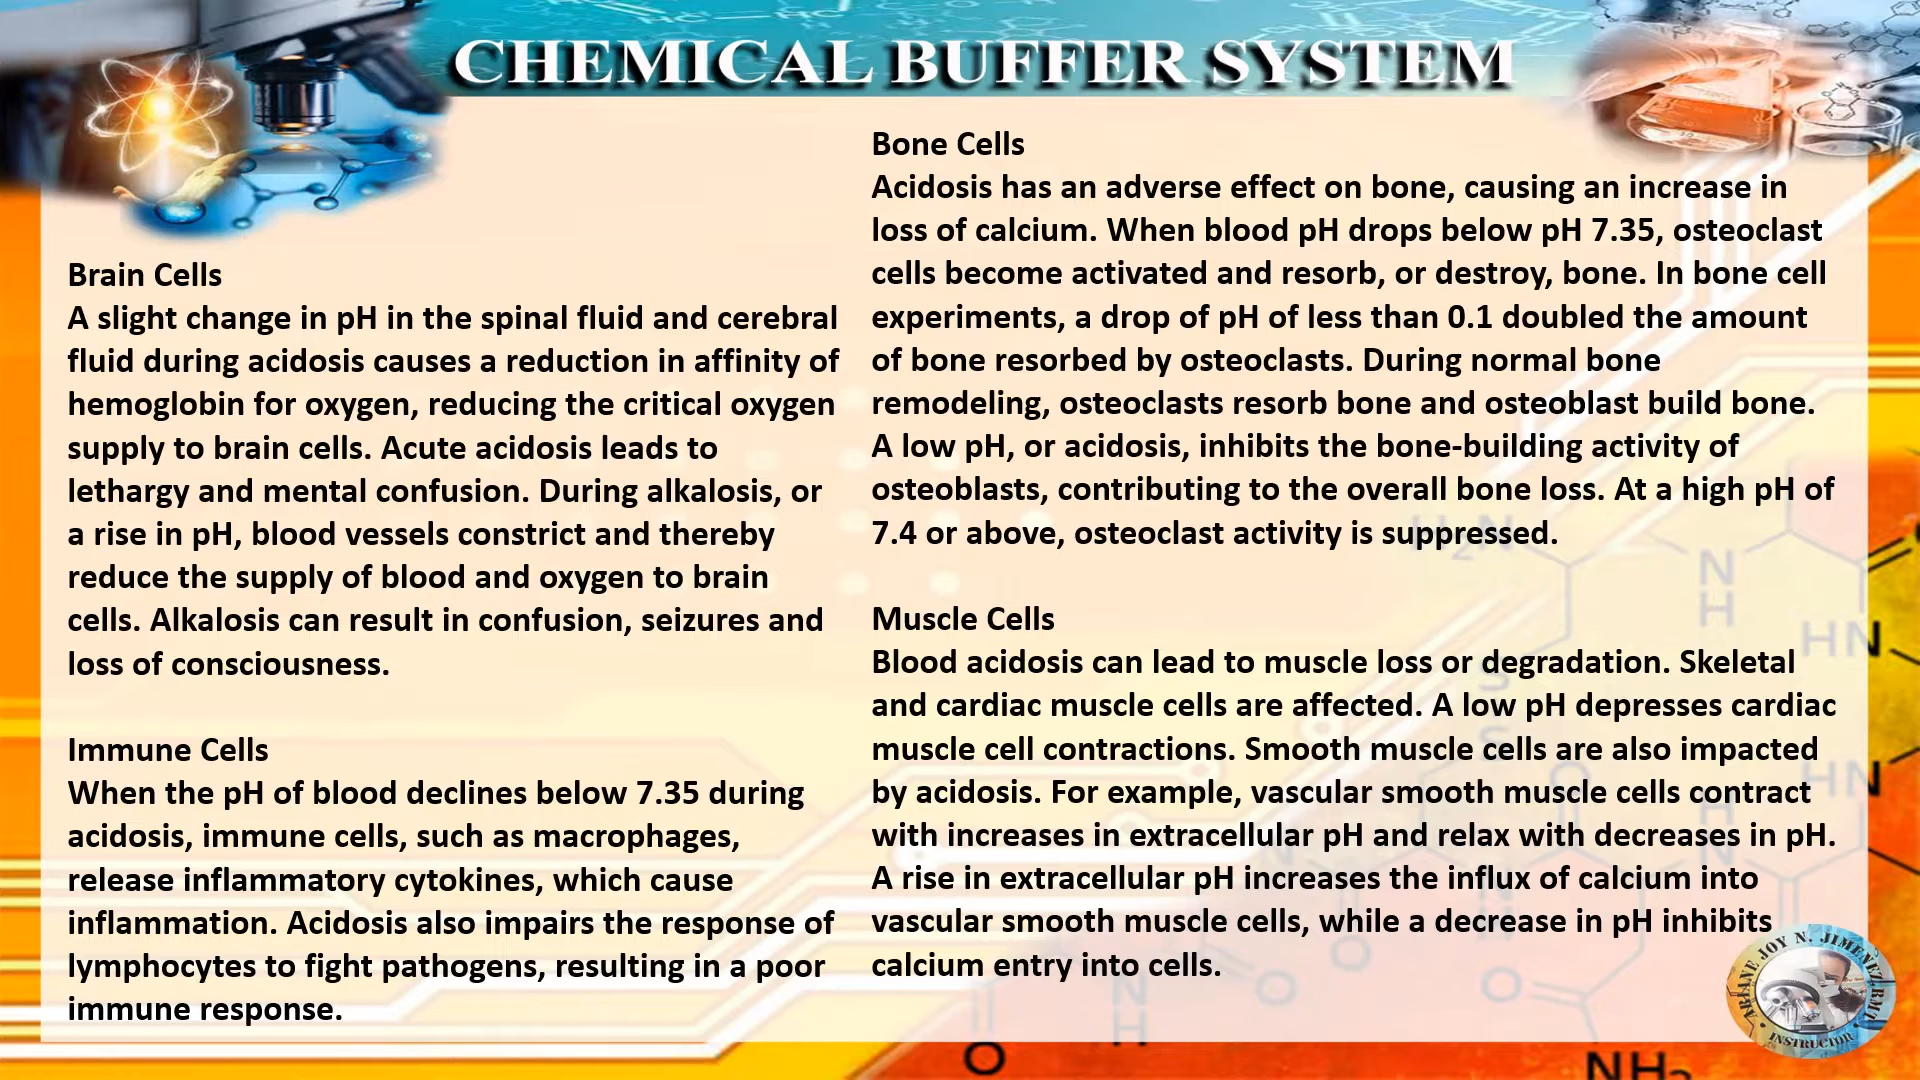 CHEMICAL BUFFER SYSTEM
Brain Cells
A slight change in pH in the spinal fluid and cerebral
fluid during acidosis causes a reduction in affinity of
hemoglobin for oxygen, reducing the critical oxygen
supply to brain cells. Acute acidosis leads to
lethargy and mental confusion. During alkalosis, or
a rise in pH, blood vessels constrict and thereby
reduce the supply of blood and oxygen to brain
cells. Alkalosis can result in confusion, seizures and
loss of consciousness.
Immune Cells
When the pH of blood declines below 7.35 during
acidosis, immune cells, such as macrophages,
release inflammatory cytokines, which cause
inflammation. Acidosis also impairs the response of
lymphocytes to fight pathogens, resulting in a poor
immune response.
Bone Cells
Acidosis has an adverse effect on bone, causing an increase in
loss of calcium. When blood pH drops below pH 7.35, osteoclast
cells become activated and resorb, or destroy, bone. In bone cell
experiments, a drop of pH of less than 0.1 doubled the amount
of bone resorbed by osteoclasts. During normal bone
remodeling, osteoclasts resorb bone and osteoblast build bone.
A low pH, or acidosis, inhibits the bone-building activity of
osteoblasts, contributing to the overall bone loss. At a high pH of
7.4 or above, osteoclast activity is suppressed.
Muscle Cells
Blood acidosis can lead to muscle loss or degradation. Skeletal
and cardiac muscle cells are affected. A low pH depresses cardiac
muscle cell contractions. Smooth muscle cells are also impacted
by acidosis. For example, vascular smooth muscle cells contract
with increases in extracellular pH and relax with decreases in pH.
A rise in extracellular pH increases the influx of calcium into
vascular smooth muscle cells, while a decrease in pH inhibits
calcium entry into cells.
H₂N
N
H
HN
S
S
O
HN
H
N
N
O
O
O
N
H
O
NH₂
ARIANE JOY N. JIMENEZ, RMT
INSTRUCTOR